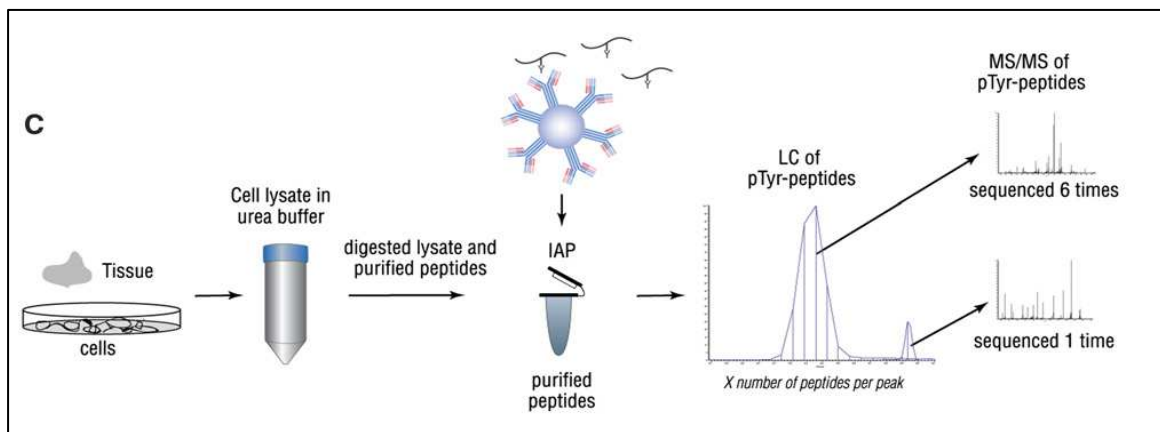 C
Tissue
cells
Cell lysate in
urea buffer
digested lysate and
purified peptides
IAP
purified
peptides
LC of
pTyr-peptides
X number of peptides per peak
MS/MS of
pTyr-peptides
sequenced 6 times
sequenced 1 time